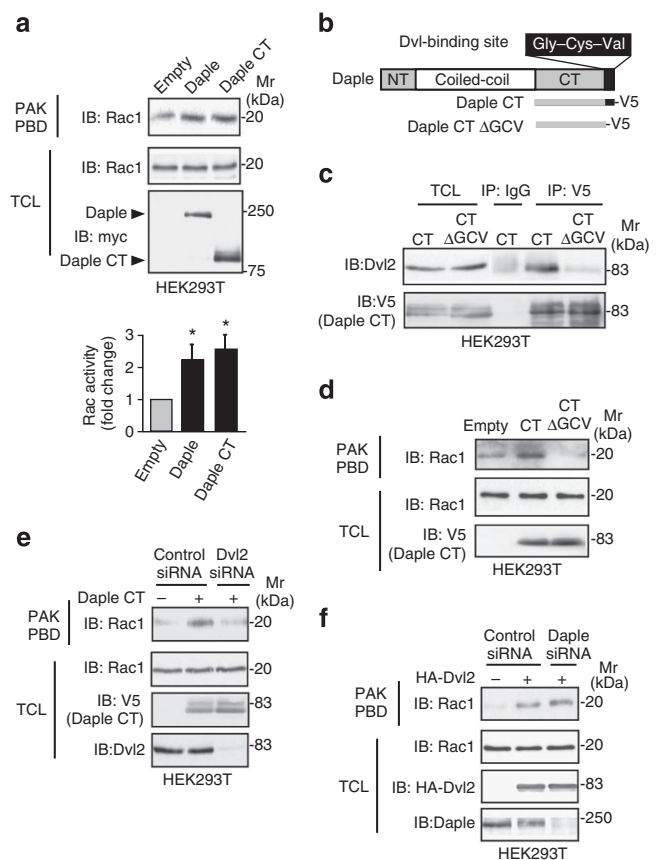 a
Empty
Daple
Daple CT
Mr
(kDa)
PAK
PBD
IB: Rac1
-20
TCL
IB: Rac1
-20
Daple
-250
IB: myc
Daple CT
-75
HEK293T
Rac activity
(fold change)
3
2
1
0
*
*
Empty
Daple
Daple CT
b
Dvl-binding site
Gly–Cys–Val
Daple
NT
Coiled-coil
CT
Daple CT
-V5
Daple CT ΔGCV
-V5
c
TCL
IP: IgG
IP: V5
CT
CT
ΔGCV
CT
CT
CT
ΔGCV
Mr
(kDa)
IB:Dvl2
-83
IB:V5
(Daple CT)
-83
HEK293T
d
Empty
CT
CT
ΔGCV
Mr
(kDa)
PAK
PBD
IB: Rac1
-20
TCL
IB: Rac1
-20
IB: V5
(Daple CT)
-83
HEK293T
e
Control
siRNA
Dvl2
siRNA
Mr
(kDa)
Daple CT
–
+
+
PAK
PBD
IB: Rac1
-20
TCL
IB: Rac1
-20
IB: V5
(Daple CT)
-83
IB:Dvl2
-83
HEK293T
f
Control
siRNA
Daple
siRNA
Mr
(kDa)
HA-Dvl2
–
+
+
PAK
PBD
IB: Rac1
-20
TCL
IB: Rac1
-20
IB: HA-Dvl2
-83
IB:Daple
-250
HEK293T